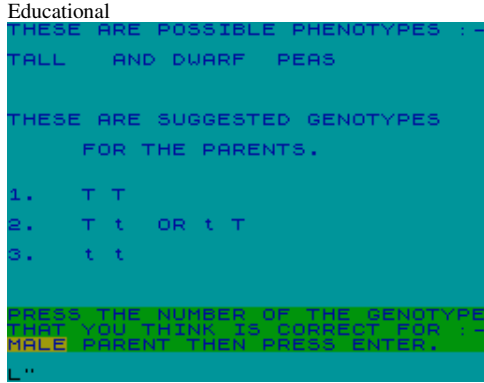 Educational
THESE ARE POSSIBLE PHENOTYPES :-
TALL AND DWARF PEAS
THESE ARE SUGGESTED GENOTYPES
FOR THE PARENTS.
1. T T
2. T t OR t T
3. t t
PRESS THE NUMBER OF THE GENOTYPE
THAT YOU THINK IS CORRECT FOR :-
MALE PARENT THEN PRESS ENTER.
L"